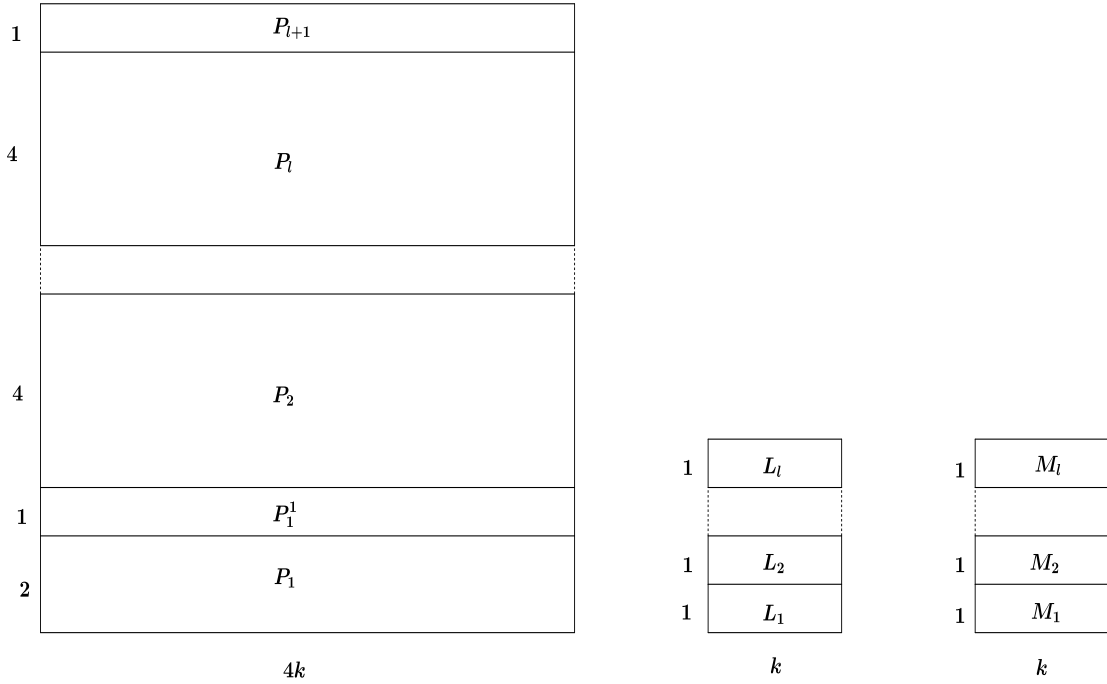 1 $P_{l+1}$
4 $P_l$
4 $P_2$
1 $L_l$ 1 $M_l$
1 $P_1^1$
1 $L_2$ 1 $M_2$
2 $P_1$
1 $L_1$ 1 $M_1$
$4k$ $k$ $k$